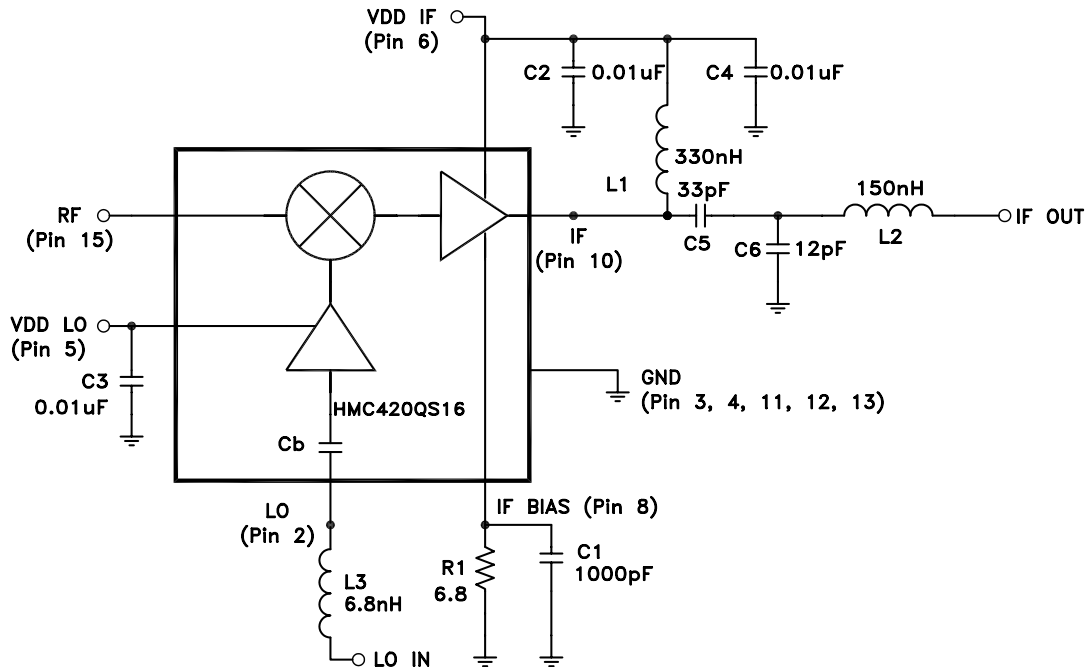 VDD IF
(Pin 6)
C2
0.01uF
C4
0.01uF
330nH
L1
33pF
150nH
RF
(Pin 15)
C5
L2
IF OUT
IF
(Pin 10)
C6
12pF
VDD LO
(Pin 5)
C3
0.01uF
GND
(Pin 3, 4, 11, 12, 13)
HMC420QS16
Cb
LO
(Pin 2)
IF BIAS (Pin 8)
L3
6.8nH
R1
6.8
C1
1000pF
LO IN